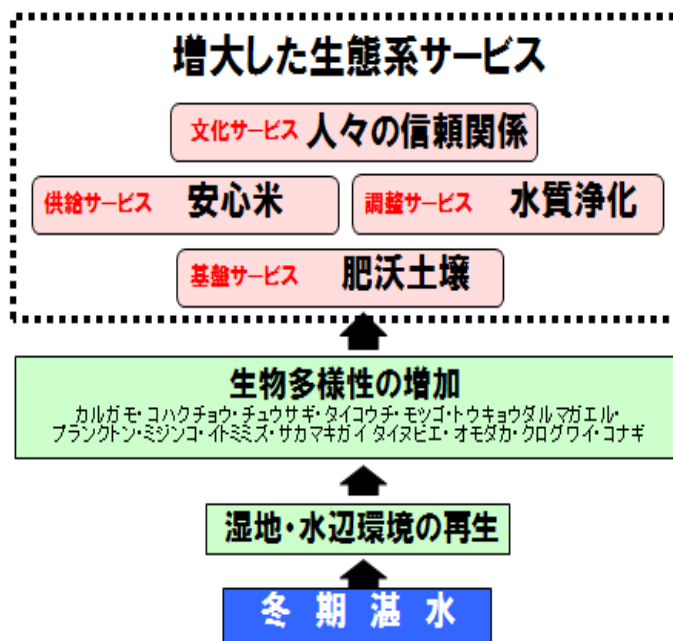 増大した生態系サービス
文化サービス 人々の信頼関係
供給サービス 安心米
調整サービス 水質浄化
基盤サービス 肥沃土壌
生物多様性の増加
カルガモ・コハクチョウ・チュウサギ・タイコウチ・モツゴ・トウキョウダルマガエル・
プランクトン・ミジンコ・イトミミズ・サカマキガイ タイヌビエ・オモダカ・クログワイ・コナギ
湿地・水辺環境の再生
冬期湛水